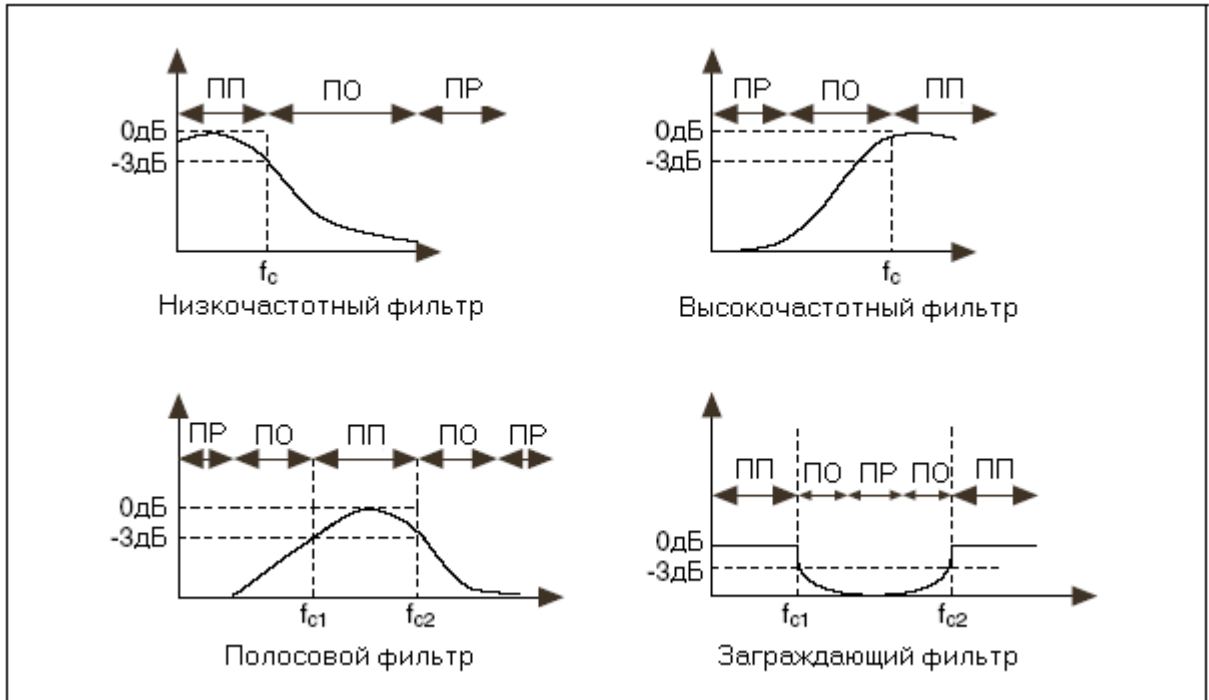 ПП ПО ПР
0дБ
-3дБ
fc
Низкочастотный фильтр
ПР ПО ПП
0дБ
-3дБ
fc
Высокочастотный фильтр
ПР ПО ПП ПО ПР
0дБ
-3дБ
fc1 fc2
Полосовой фильтр
ПП ПО ПР ПО ПП
0дБ
-3дБ
fc1 fc2
Заграждающий фильтр